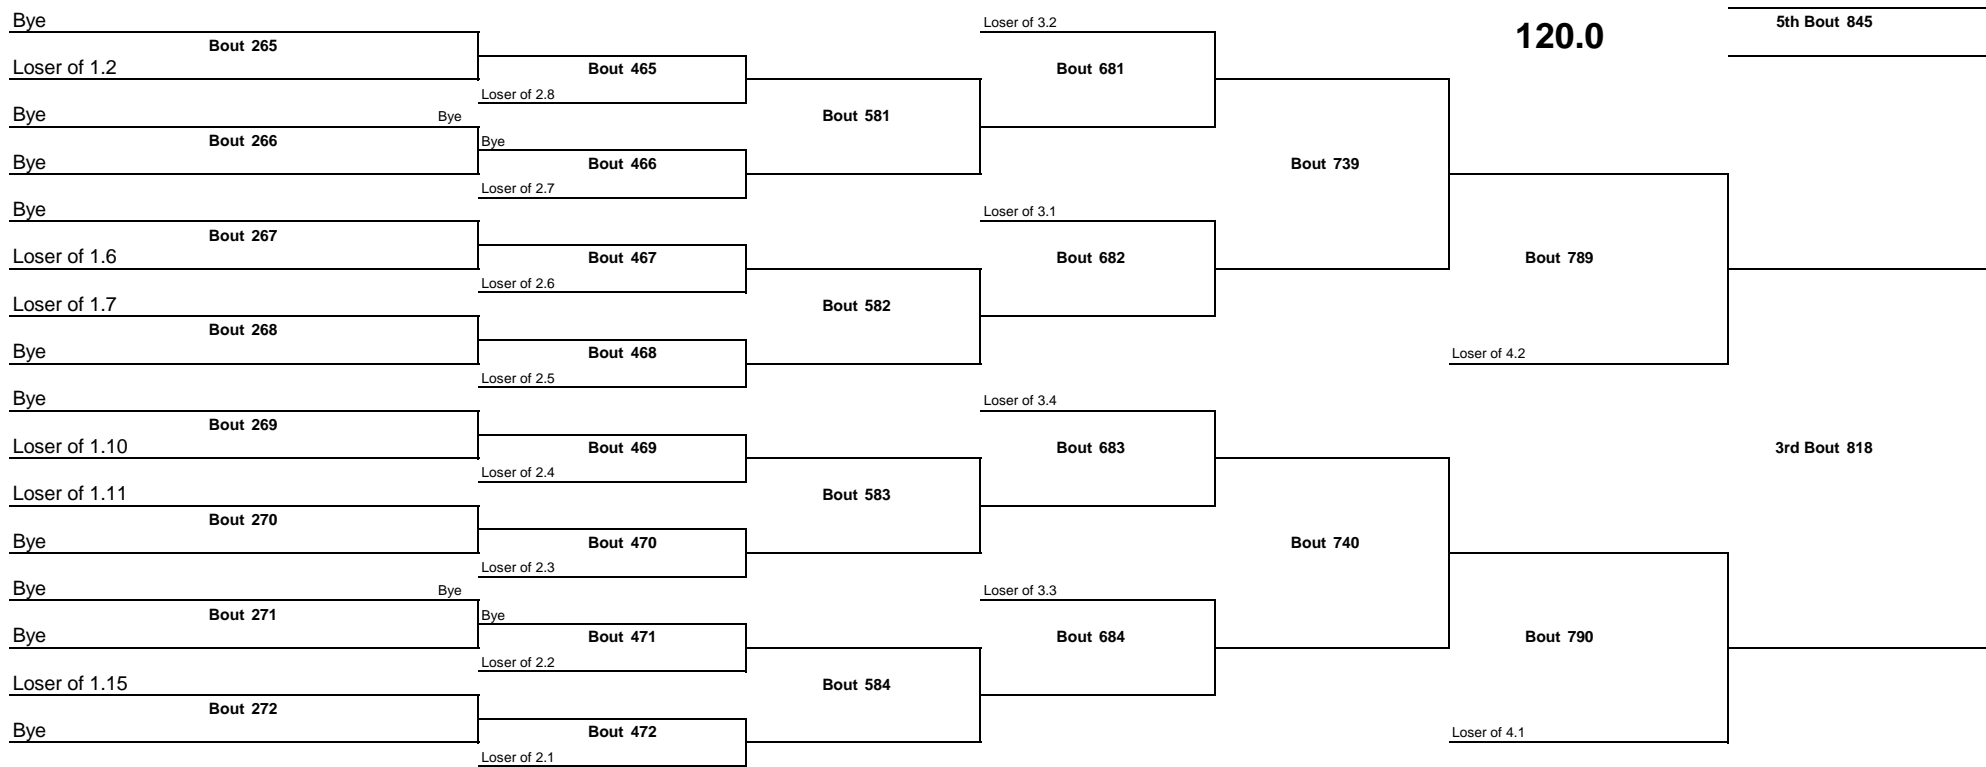 Bye
Loser of 3.2
120.0
5th Bout 845
Bout 265
Loser of 1.2
Bout 465
Bout 681
Loser of 2.8
Bye
Bye
Bout 581
Bout 266
Bye
Bye
Bout 466
Bout 739
Loser of 2.7
Bye
Loser of 3.1
Bout 267
Loser of 1.6
Bout 467
Bout 682
Bout 789
Loser of 2.6
Loser of 1.7
Bout 582
Bout 268
Bye
Bout 468
Loser of 4.2
Loser of 2.5
Bye
Loser of 3.4
Bout 269
Loser of 1.10
Bout 469
Bout 683
3rd Bout 818
Loser of 2.4
Loser of 1.11
Bout 583
Bout 270
Bye
Bout 470
Bout 740
Loser of 2.3
Bye
Bye
Loser of 3.3
Bout 271
Bye
Bye
Bout 471
Bout 684
Bout 790
Loser of 2.2
Loser of 1.15
Bout 584
Bout 272
Bye
Bout 472
Loser of 4.1
Loser of 2.1